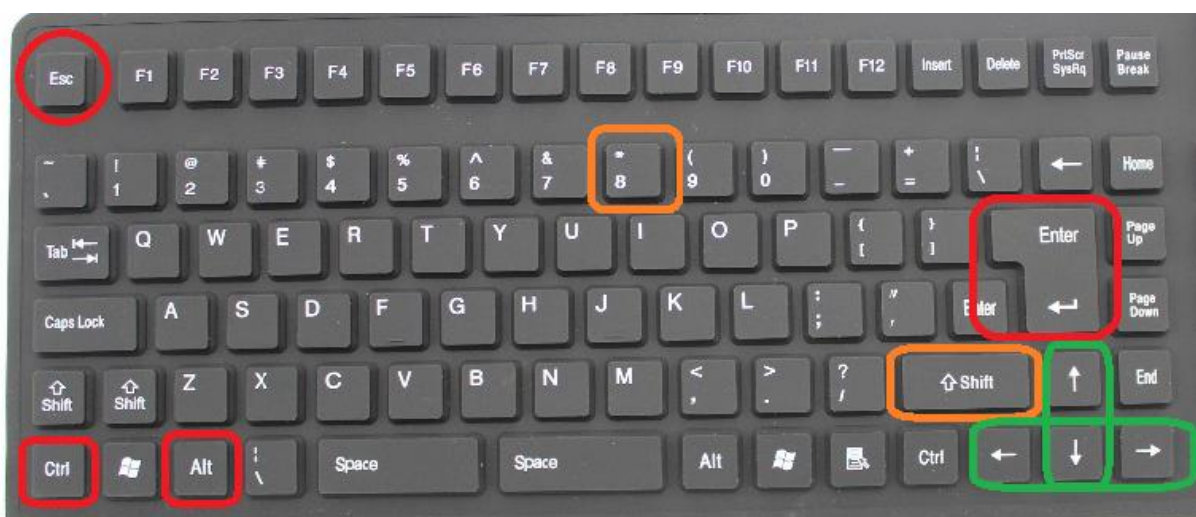 Esc F1 F2 F3 F4 F5 F6 F7 F8 F9 F10 F11 F12 Insert Delete PrtScr SysRq Pause Break
~ ` ! 1 @ 2 # 3 $ 4 % 5 ^ 6 & 7 * 8 ( 9 ) 0 — - + = ¦ \ ← Home
Tab Q W E R T Y U I O P { [ } ] Enter Page Up
Caps Lock A S D F G H J K L : ; " ' Enter ↵ Page Down
⇧ Shift ⇧ Shift Z X C V B N M < , > . ? / ⇧ Shift ↑ End
Ctrl Alt ¦ \ Space Space Alt Ctrl ← ↓ →